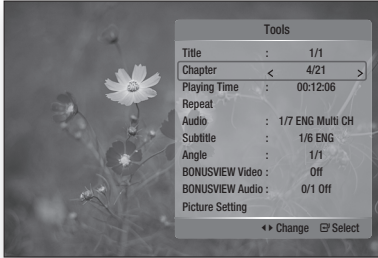 Tools
Title : 1/1
Chapter < 4/21 >
Playing Time : 00:12:06
Repeat
Audio : 1/7 ENG Multi CH
Subtitle : 1/6 ENG
Angle : 1/1
BONUSVIEW Video : Off
BONUSVIEW Audio : 0/1 Off
Picture Setting
◂▸ Change Select